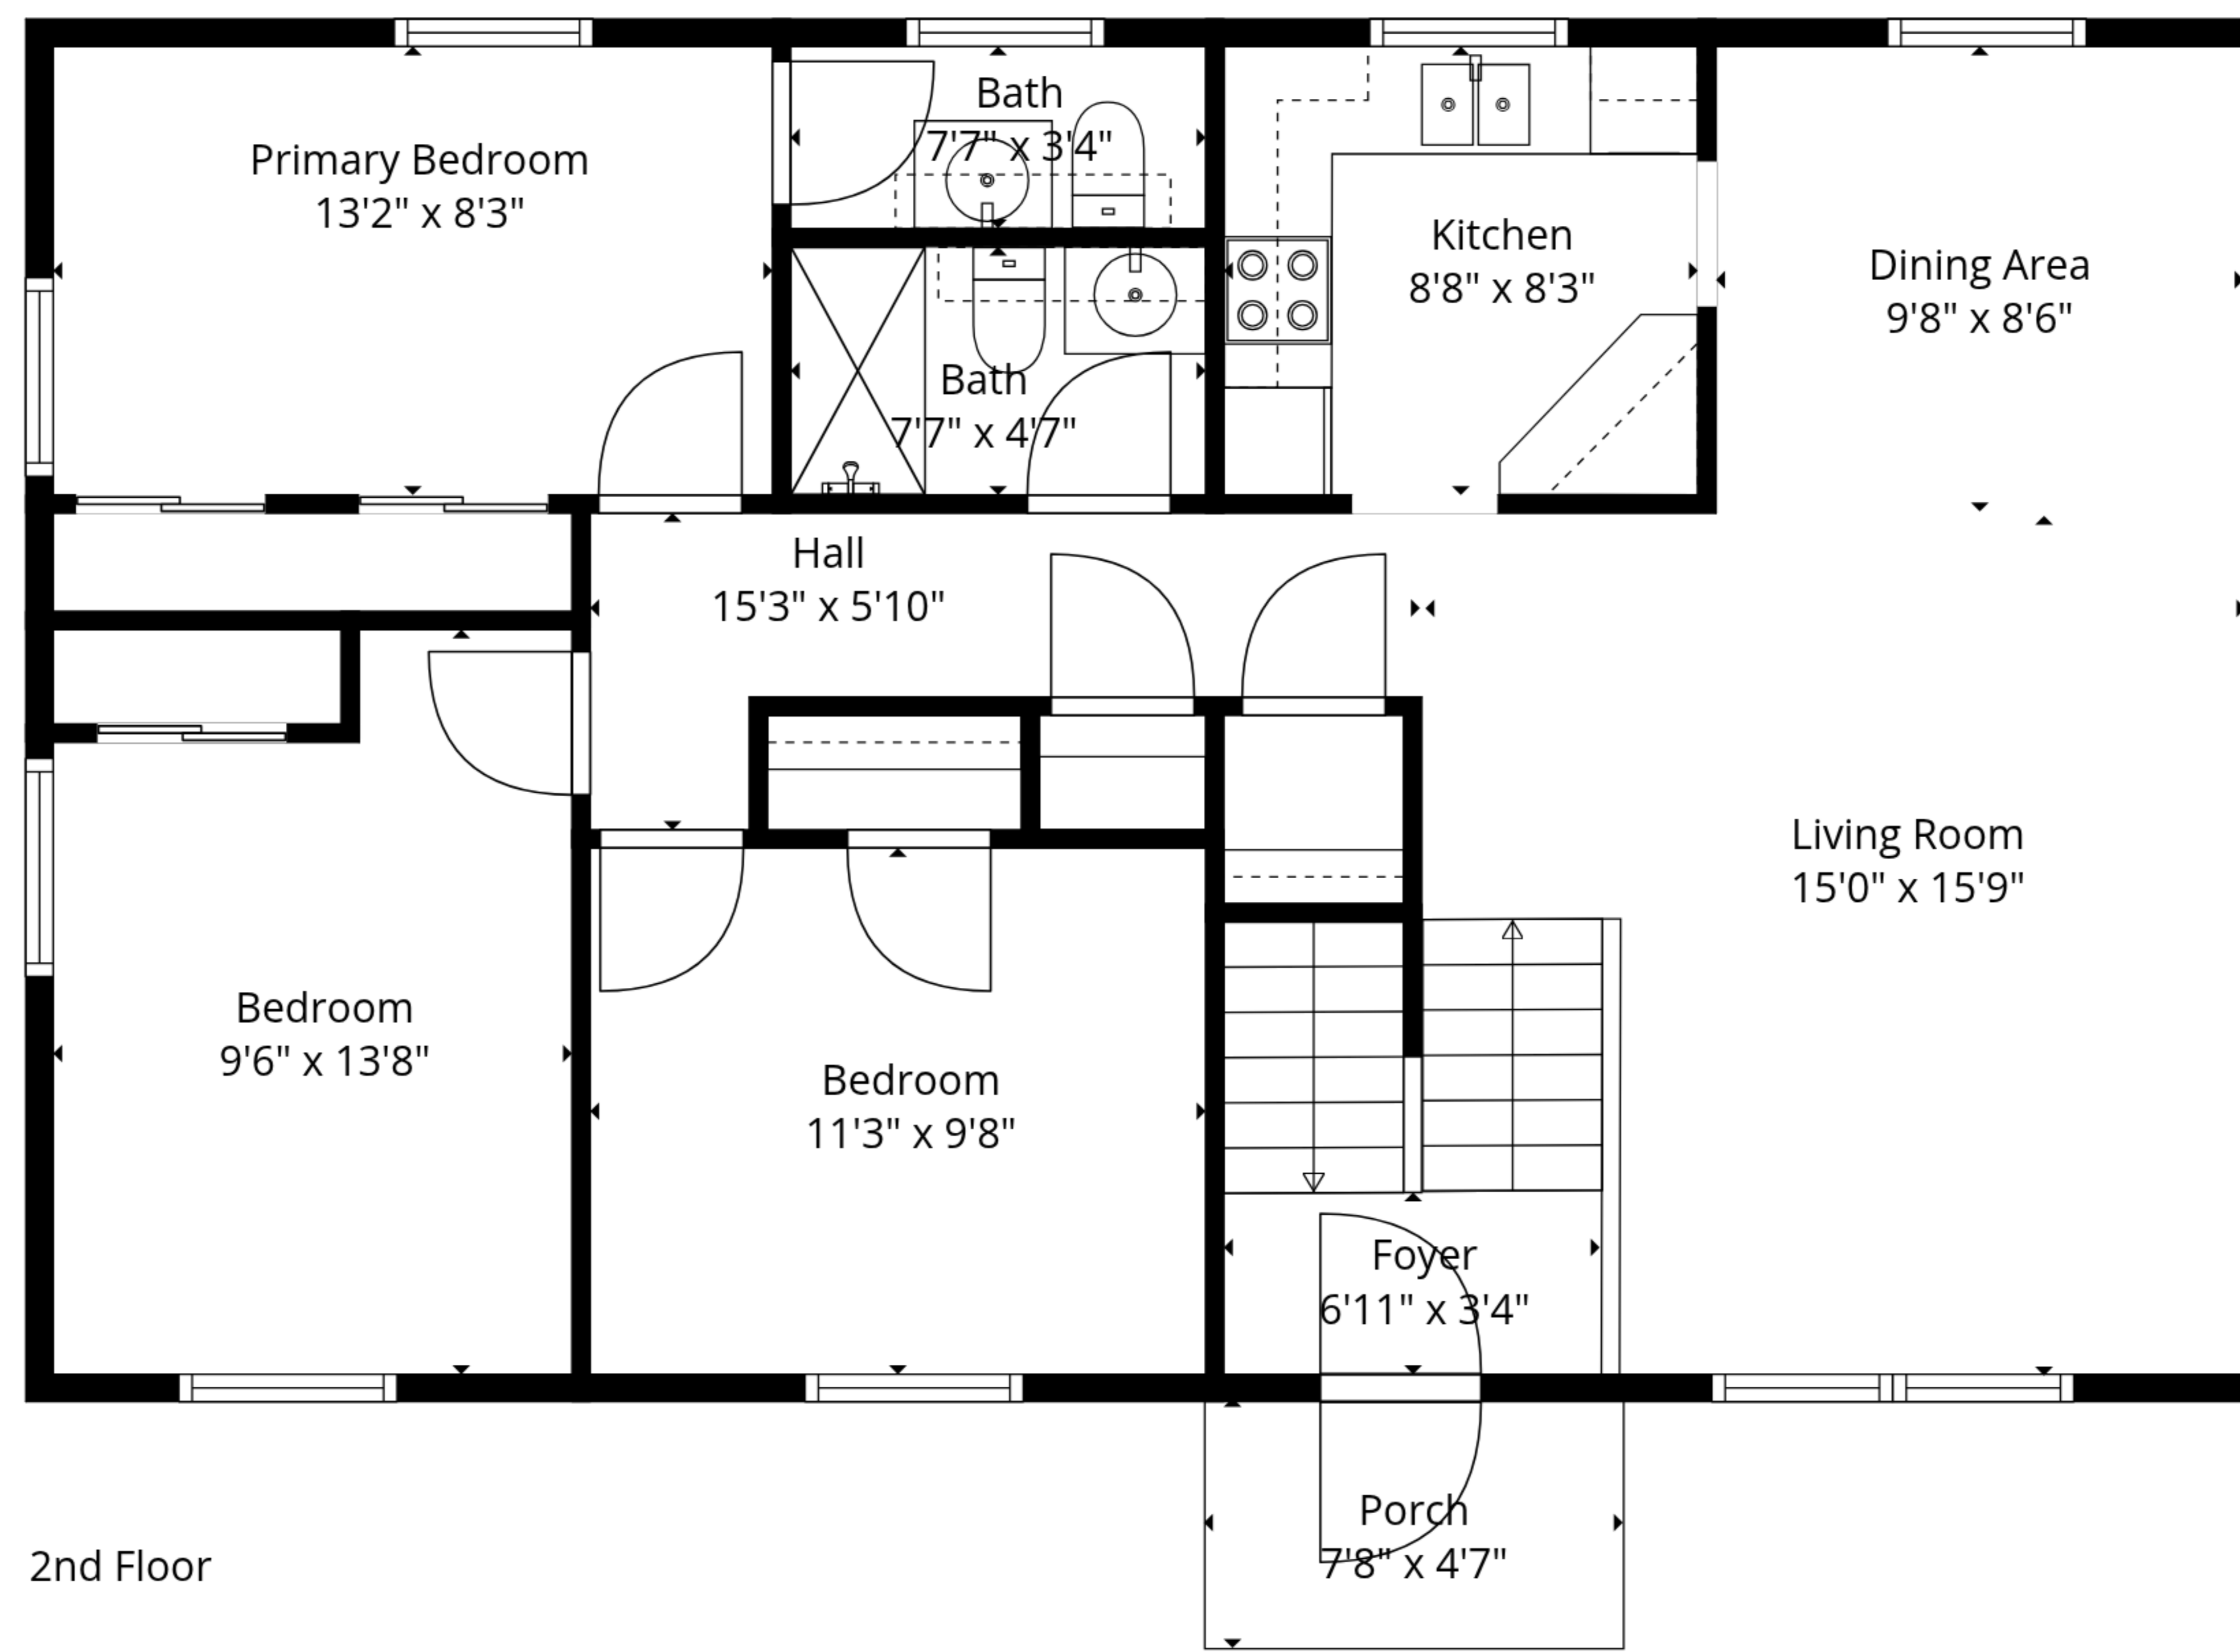 Primary Bedroom
13'2" x 8'3"
Bath
7'7" x 3'4"
Kitchen
8'8" x 8'3"
Dining Area
9'8" x 8'6"
Bath
7'7" x 4'7"
Hall
15'3" x 5'10"
Living Room
15'0" x 15'9"
Bedroom
9'6" x 13'8"
Bedroom
11'3" x 9'8"
Foyer
6'11" x 3'4"
Porch
7'8" x 4'7"
2nd Floor